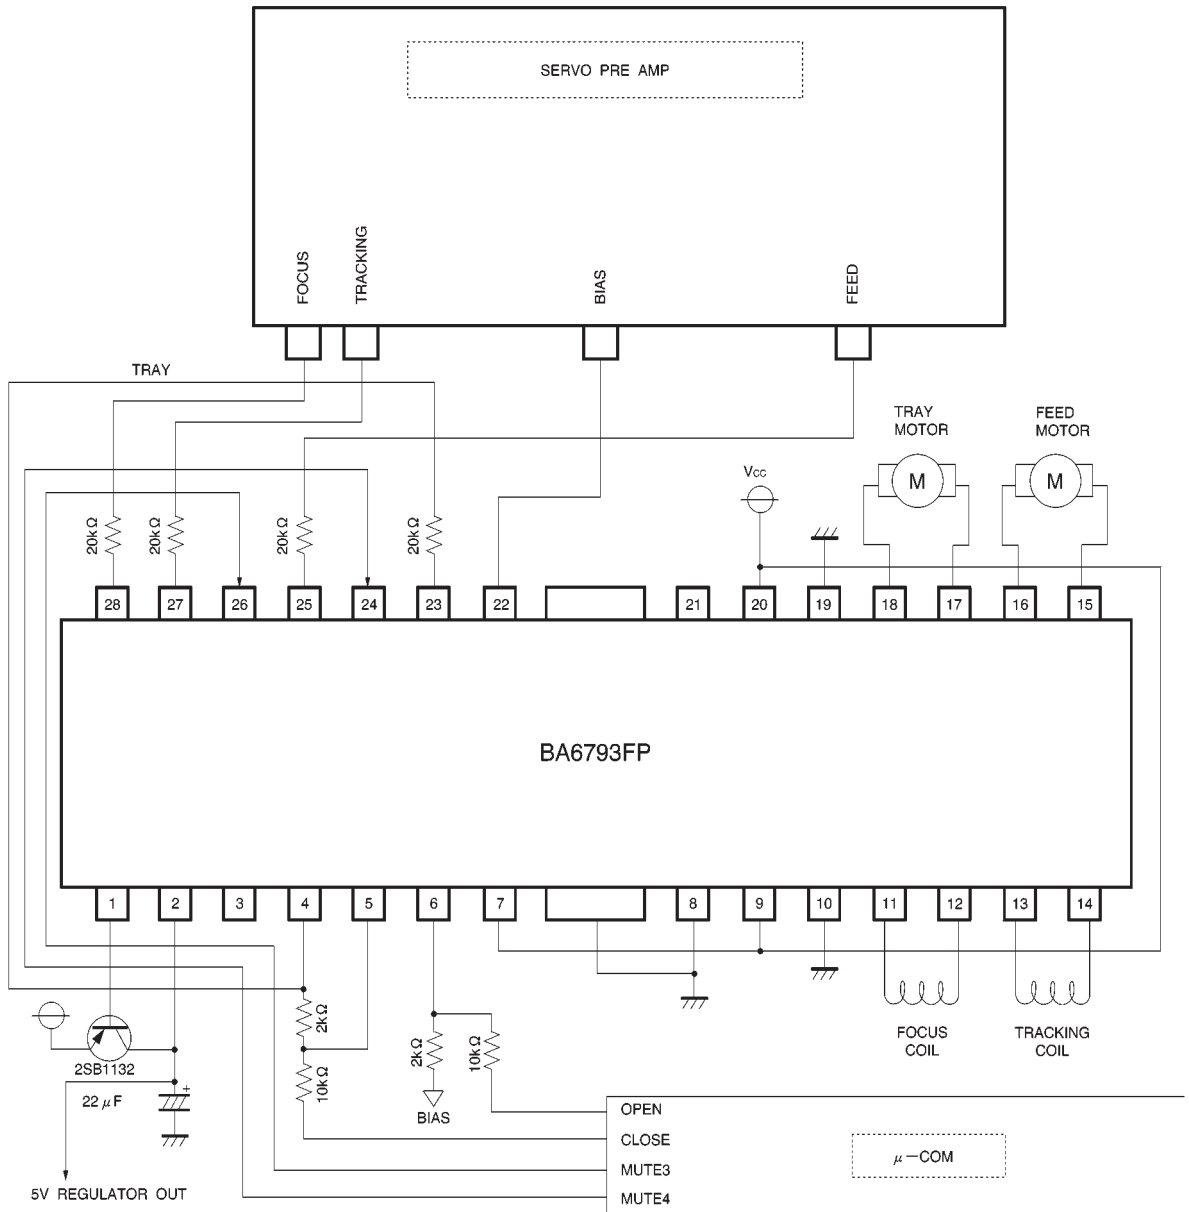 SERVO PRE AMP
FOCUS
TRACKING
BIAS
FEED
TRAY
TRAY
MOTOR
FEED
MOTOR
Vcc
M
M
20kΩ
20kΩ
20kΩ
20kΩ
28
27
26
25
24
23
22
21
20
19
18
17
16
15
BA6793FP
1
2
3
4
5
6
7
8
9
10
11
12
13
14
2kΩ
10kΩ
2kΩ
10kΩ
BIAS
FOCUS
COIL
TRACKING
COIL
2SB1132
22μF
+
5V REGULATOR OUT
OPEN
CLOSE
MUTE3
MUTE4
μ-COM